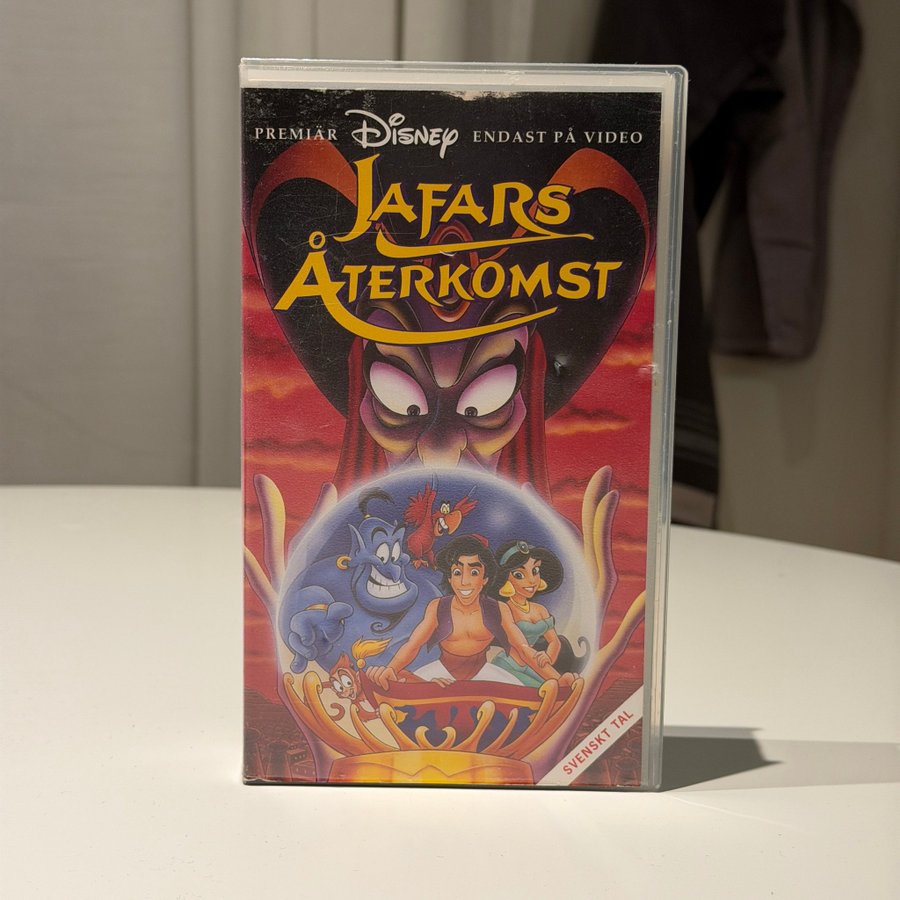 PREMIÄR DISNEY ENDAST PÅ VIDEO
JAFARS
ÅTERKOMST
SVENSKT TAL